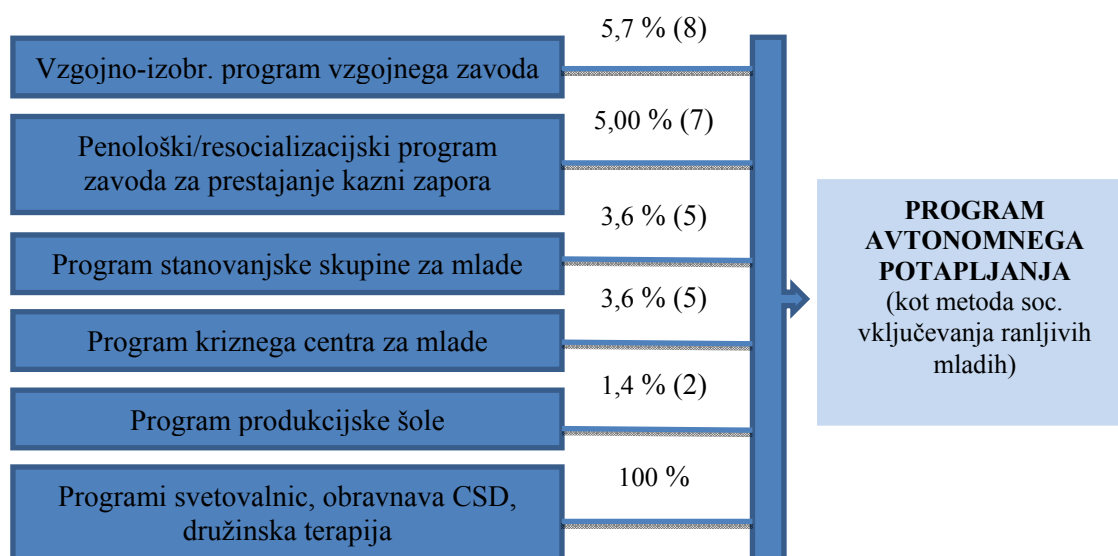 5,7 % (8)
Vzgojno-izobr. program vzgojnega zavoda
5,00 % (7)
Penološki/resocializacijski program
zavoda za prestajanje kazni zapora
3,6 % (5)
Program stanovanjske skupine za mlade
3,6 % (5)
Program kriznega centra za mlade
1,4 % (2)
Program produkcijske šole
100 %
Programi svetovalnic, obravnava CSD,
družinska terapija
PROGRAM
AVTONOMNEGA
POTAPLJANJA
(kot metoda soc.
vključevanja ranljivih
mladih)